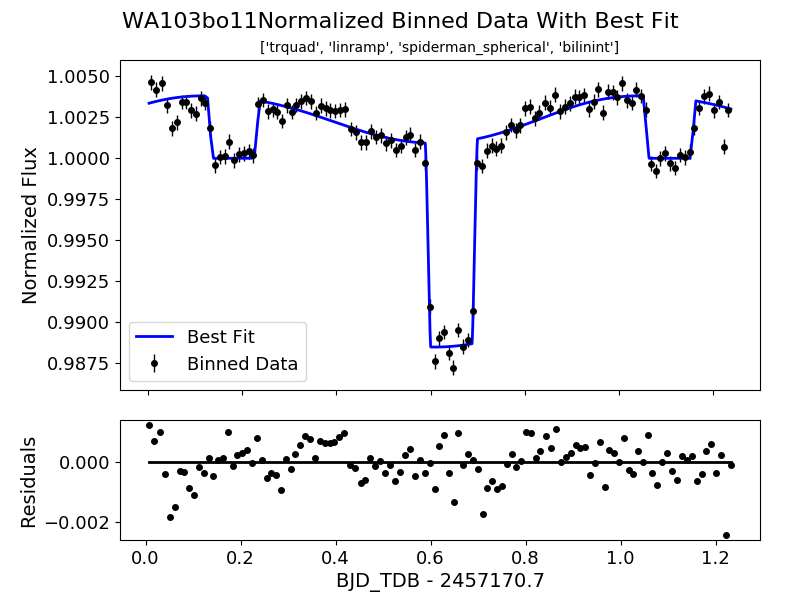 WA103bo11Normalized Binned Data With Best Fit
['trquad', 'linramp', 'spiderman_spherical', 'bilinint']
1.0050
1.0025
1.0000
0.9975
0.9950
0.9925
0.9900
0.9875
Normalized Flux
Best Fit
Binned Data
0.000
−0.002
Residuals
0.0 0.2 0.4 0.6 0.8 1.0 1.2
BJD_TDB - 2457170.7